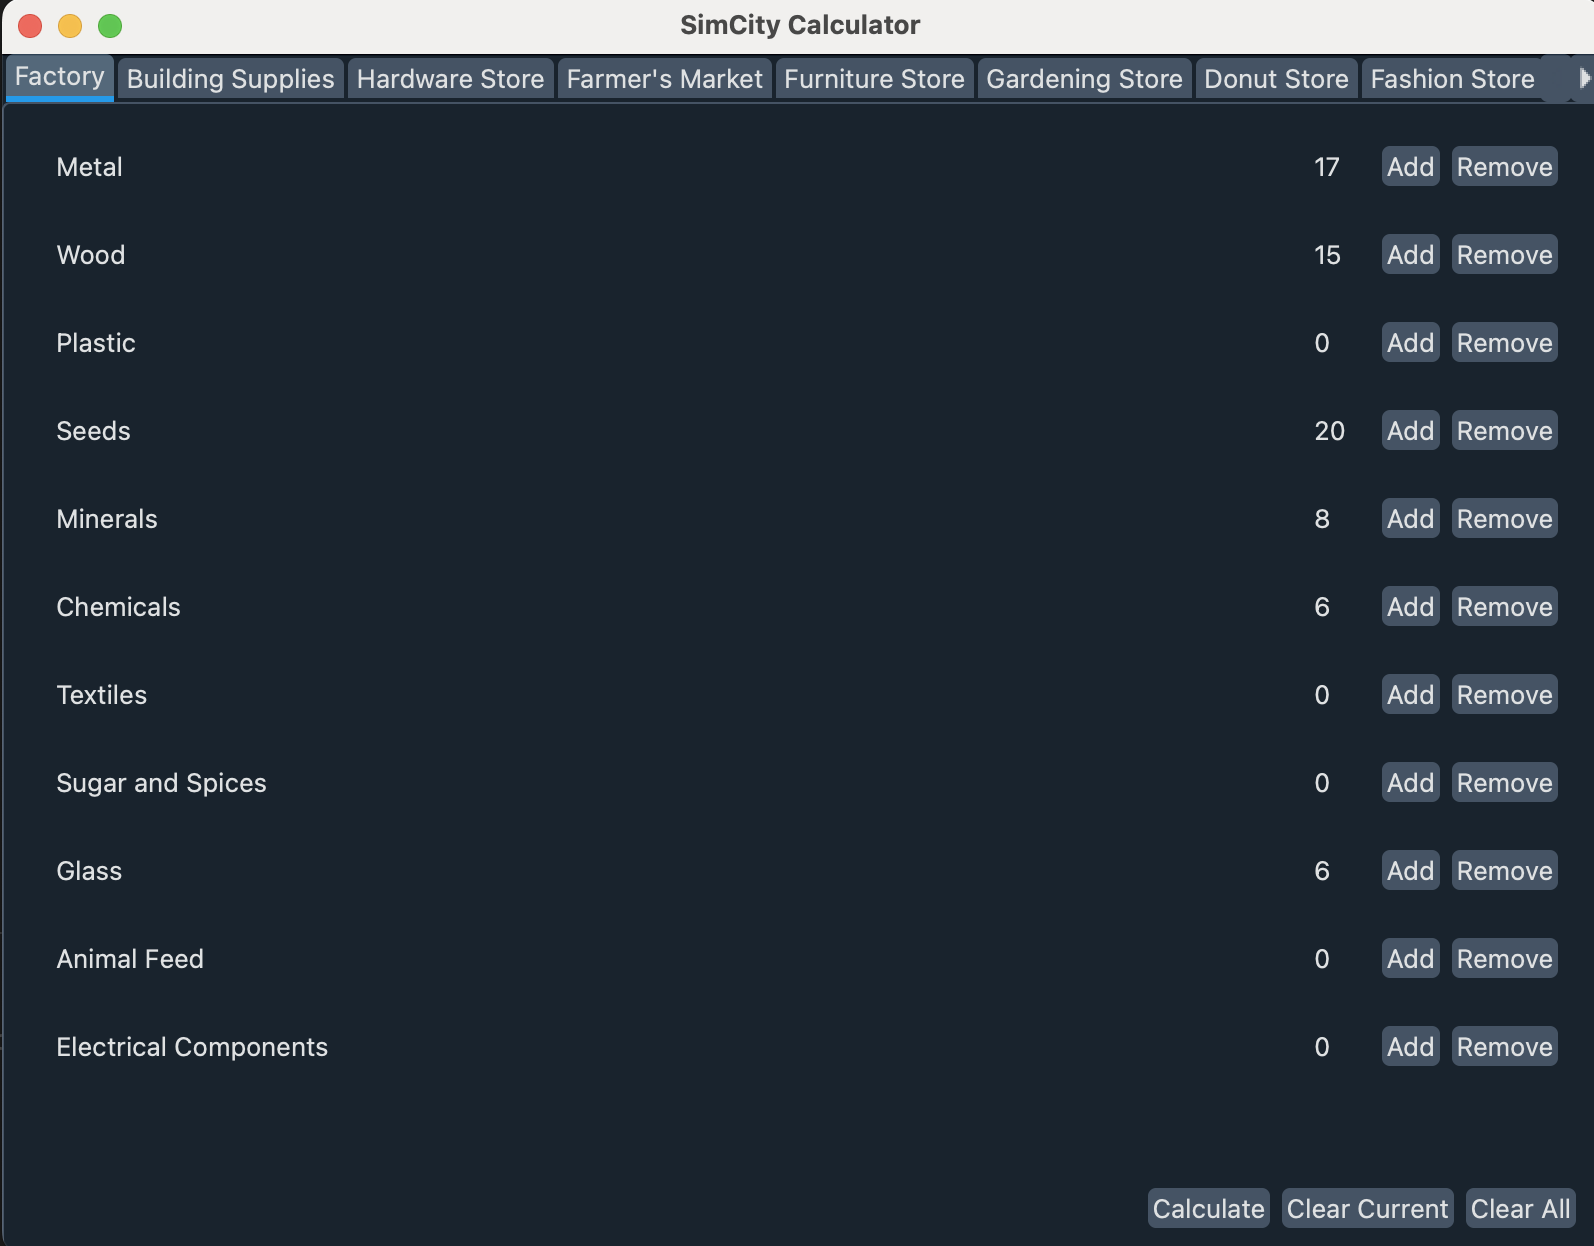 SimCity Calculator
Factory Building Supplies Hardware Store Farmer's Market Furniture Store Gardening Store Donut Store Fashion Store
Metal 17 Add Remove
Wood 15 Add Remove
Plastic 0 Add Remove
Seeds 20 Add Remove
Minerals 8 Add Remove
Chemicals 6 Add Remove
Textiles 0 Add Remove
Sugar and Spices 0 Add Remove
Glass 6 Add Remove
Animal Feed 0 Add Remove
Electrical Components 0 Add Remove
Calculate Clear Current Clear All